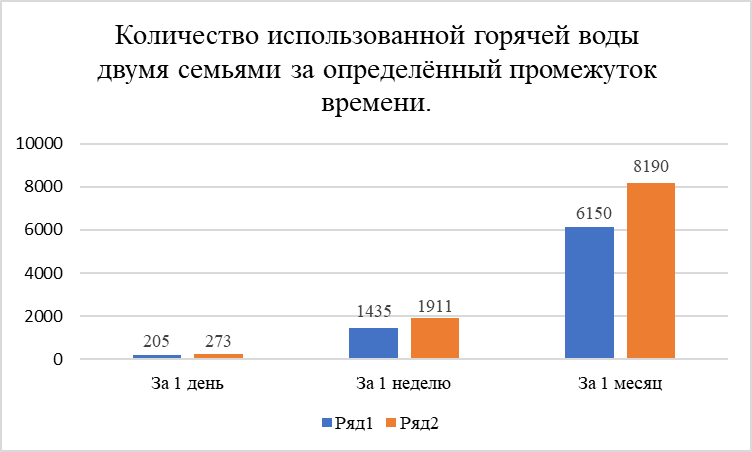 Количество использованной горячей воды
двумя семьями за определённый промежуток
времени.
10000
8000
6000
4000
2000
0
205
273
1435
1911
6150
8190
За 1 день
За 1 неделю
За 1 месяц
Ряд1
Ряд2